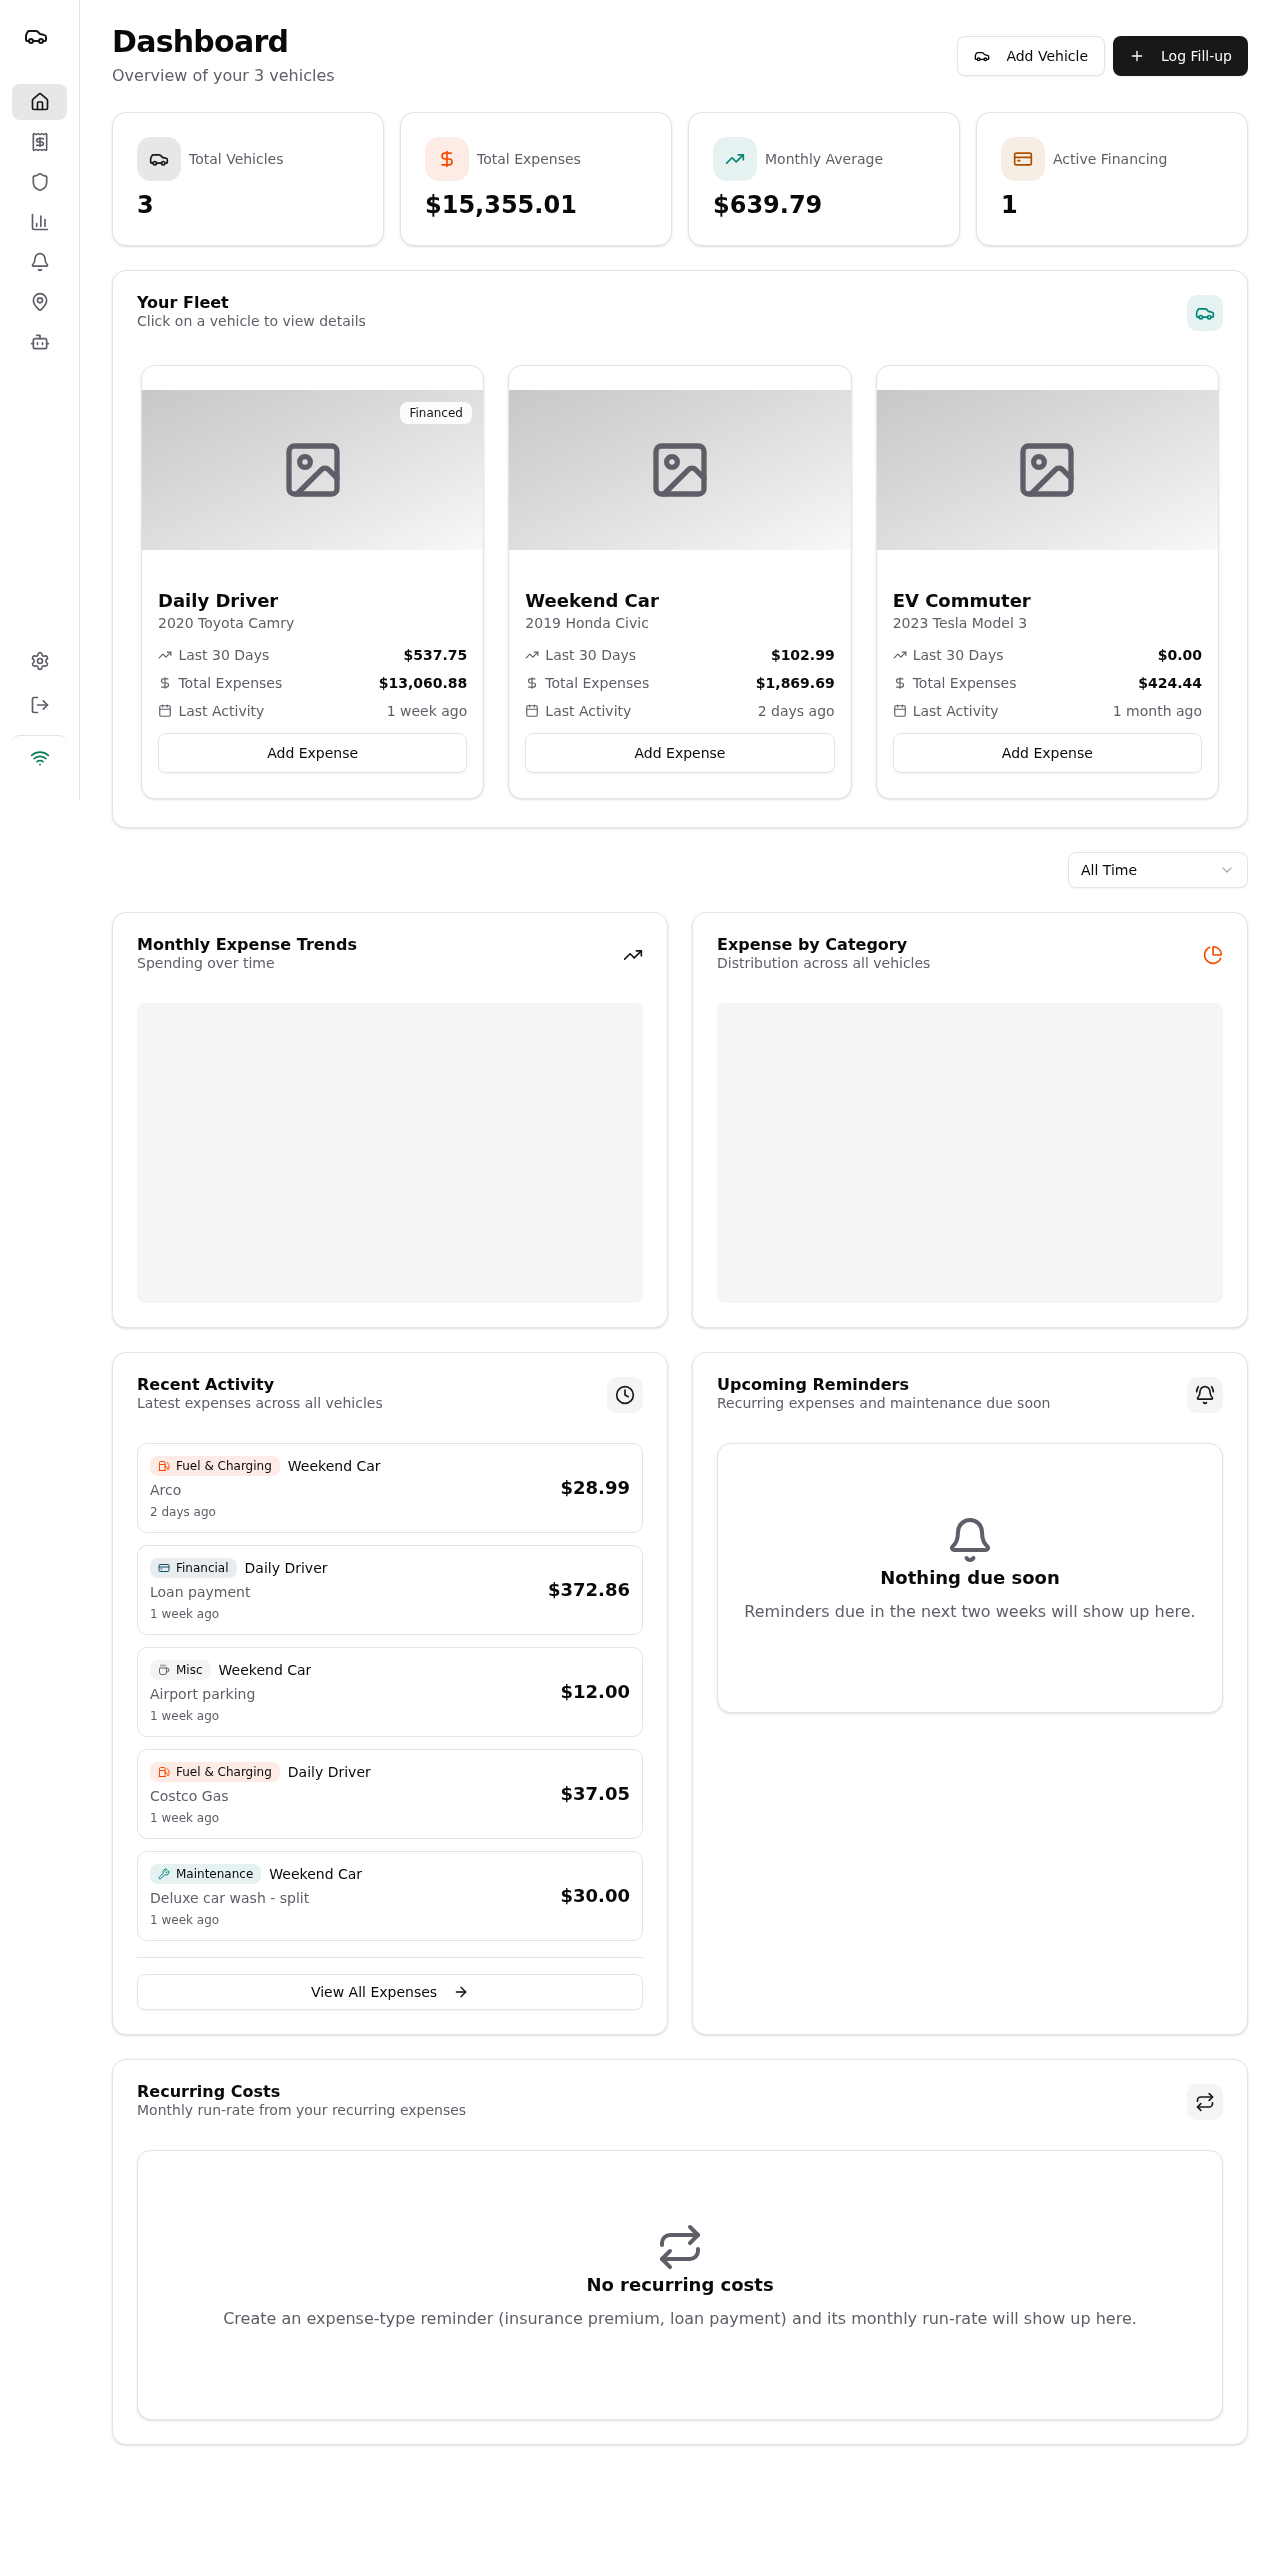 Dashboard
Overview of your 3 vehicles
Add Vehicle
Log Fill-up
Total Vehicles
3
Total Expenses
$15,355.01
Monthly Average
$639.79
Active Financing
1
Your Fleet
Click on a vehicle to view details
Financed
Daily Driver
2020 Toyota Camry
Last 30 Days $537.75
Total Expenses $13,060.88
Last Activity 1 week ago
Add Expense
Weekend Car
2019 Honda Civic
Last 30 Days $102.99
Total Expenses $1,869.69
Last Activity 2 days ago
Add Expense
EV Commuter
2023 Tesla Model 3
Last 30 Days $0.00
Total Expenses $424.44
Last Activity 1 month ago
Add Expense
All Time
Monthly Expense Trends
Spending over time
Expense by Category
Distribution across all vehicles
Recent Activity
Latest expenses across all vehicles
Fuel & Charging Weekend Car
Arco
2 days ago
$28.99
Financial Daily Driver
Loan payment
1 week ago
$372.86
Misc Weekend Car
Airport parking
1 week ago
$12.00
Fuel & Charging Daily Driver
Costco Gas
1 week ago
$37.05
Maintenance Weekend Car
Deluxe car wash - split
1 week ago
$30.00
View All Expenses
Upcoming Reminders
Recurring expenses and maintenance due soon
Nothing due soon
Reminders due in the next two weeks will show up here.
Recurring Costs
Monthly run-rate from your recurring expenses
No recurring costs
Create an expense-type reminder (insurance premium, loan payment) and its monthly run-rate will show up here.